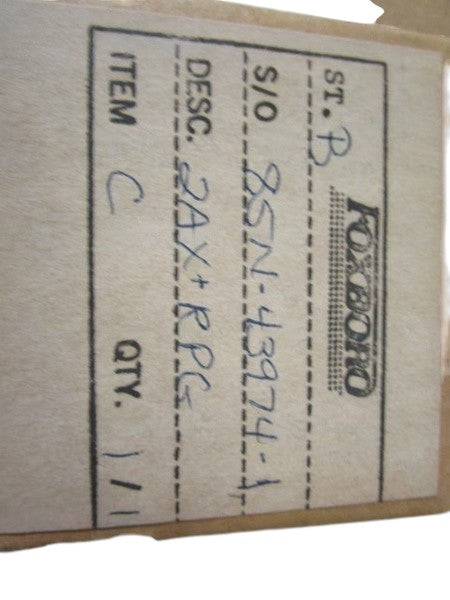 FOXBORO
ST. B
S/O 85N-43974-1
DESC. 2AX+RPG
ITEM C QTY. 1/1